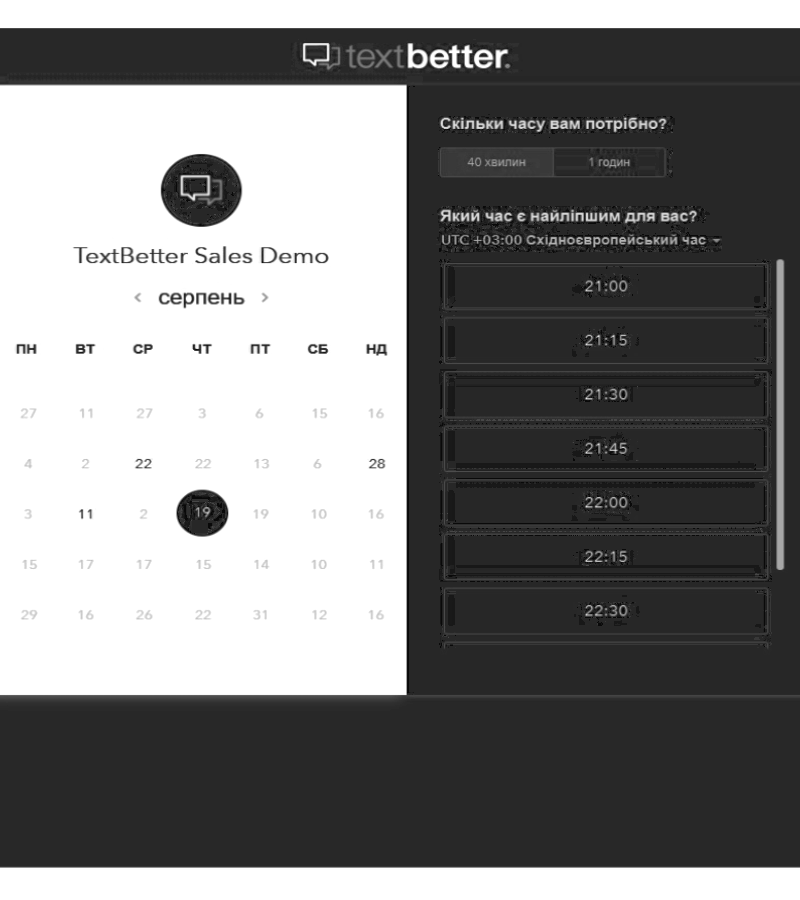 textbetter.
TextBetter Sales Demo
< серпень >
ПН ВТ СР ЧТ ПТ СБ НД
27 11 27 3 6 15 16
4 2 22 22 13 6 28
3 11 2 19 19 10 16
15 17 17 15 14 10 11
29 16 26 22 31 12 16
Скільки часу вам потрібно?
40 хвилин 1 годин
Який час є найліпшим для вас?
UTC +03:00 Східноєвропейський час
21:00
21:15
21:30
21:45
22:00
22:15
22:30